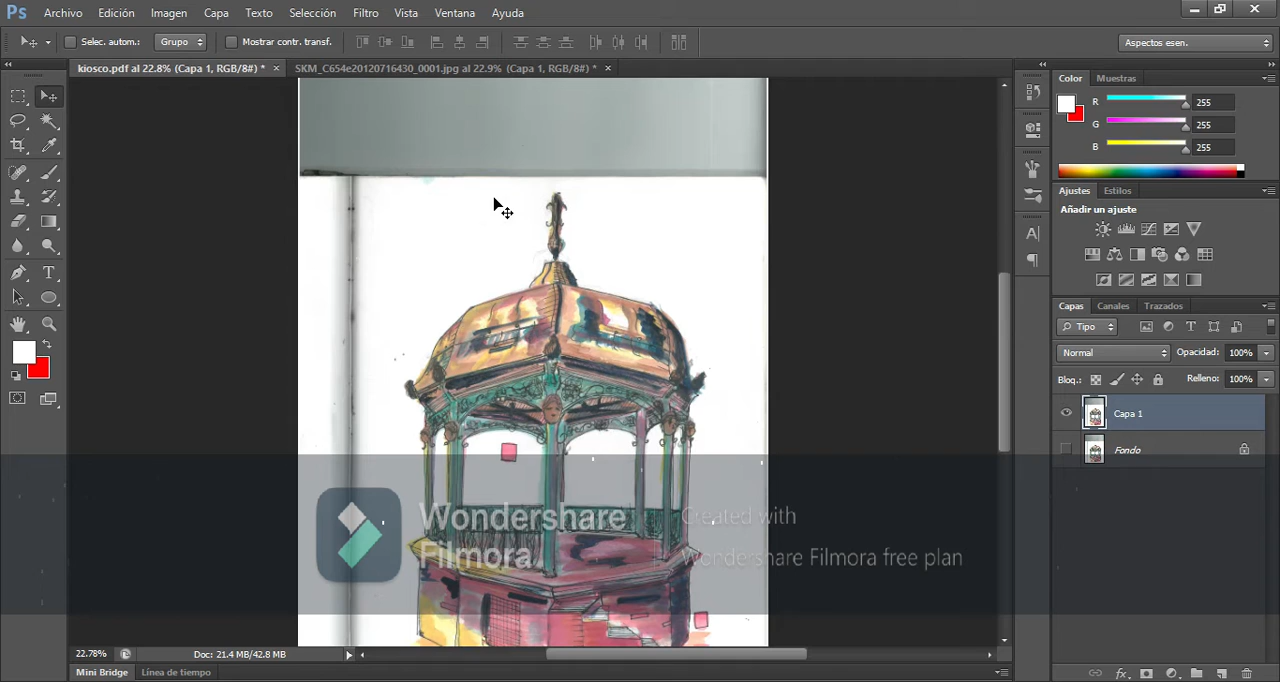 Ps Archivo Edición Imagen Capa Texto Selección Filtro Vista Ventana Ayuda
Selec. autom.: Grupo Mostrar contr. transf. Aspectos esen.
kiosco.pdf al 22.8% (Capa 1, RGB/8#) * × SKM_C654e20120716430_0001.jpg al 22.9% (Capa 1, RGB/8#) * ×
Color Muestras
R 255
G 255
B 255
Ajustes Estilos
Añadir un ajuste
Capas Canales Trazados
Tipo
Normal Opacidad: 100%
Bloq.: Relleno: 100%
Capa 1
Fondo
Wondershare
Filmora
Created with
Wondershare Filmora free plan
22.78% Doc: 21.4 MB/42.8 MB
Mini Bridge Línea de tiempo